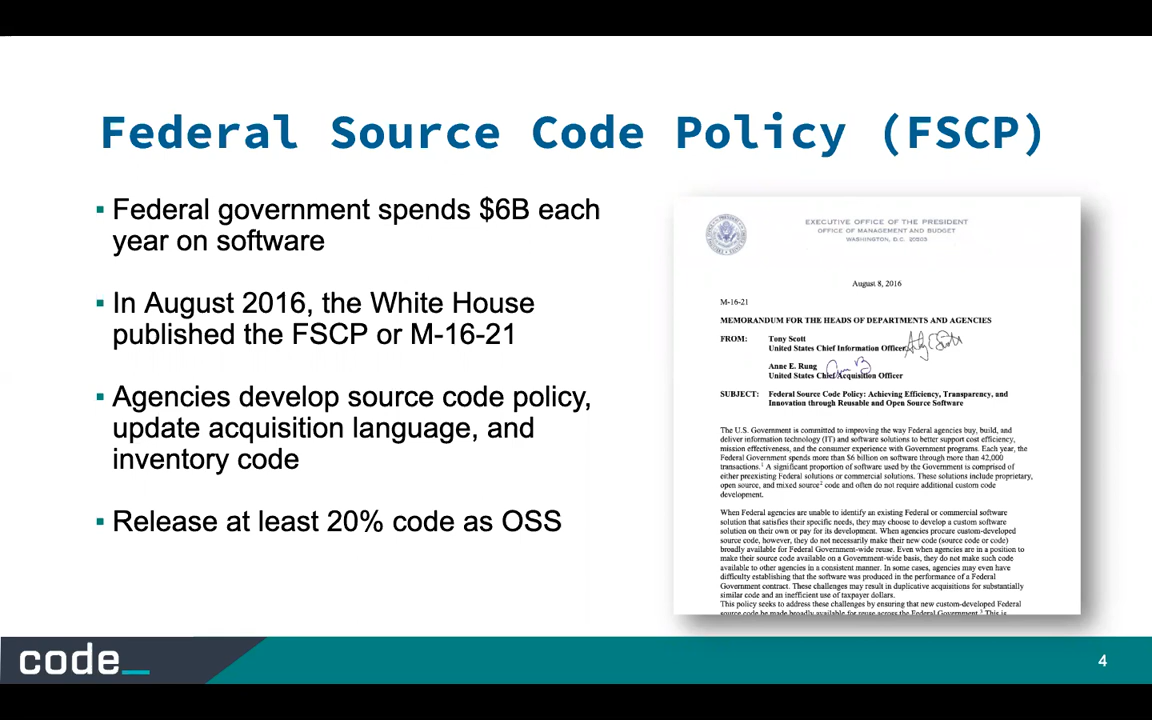 Federal Source Code Policy (FSCP)
▪ Federal government spends $6B each
year on software
▪ In August 2016, the White House
published the FSCP or M-16-21
▪ Agencies develop source code policy,
update acquisition language, and
inventory code
▪ Release at least 20% code as OSS
EXECUTIVE OFFICE OF THE PRESIDENT
OFFICE OF MANAGEMENT AND BUDGET
WASHINGTON, D.C. 20503
August 8, 2016
M-16-21
MEMORANDUM FOR THE HEADS OF DEPARTMENTS AND AGENCIES
FROM: Tony Scott
United States Chief Information Officer
Anne E. Rung
United States Chief Acquisition Officer
SUBJECT: Federal Source Code Policy: Achieving Efficiency, Transparency, and
Innovation through Reusable and Open Source Software
The U.S. Government is committed to improving the way Federal agencies buy, build, and
deliver information technology (IT) and software solutions to better support cost efficiency,
mission effectiveness, and the consumer experience with Government programs. Each year, the
Federal Government spends more than $6 billion on software through more than 42,000
transactions.1 A significant proportion of software used by the Government is comprised of
either preexisting Federal solutions or commercial solutions. These solutions include proprietary,
open source, and mixed source2 code and often do not require additional custom code
development.
When Federal agencies are unable to identify an existing Federal or commercial software
solution that satisfies their specific needs, they may choose to develop a custom software
solution on their own or pay for its development. When agencies procure custom-developed
source code, however, they do not necessarily make their new code (source code or code)
broadly available for Federal Government-wide reuse. Even when agencies are in a position to
make their source code available on a Government-wide basis, they do not make such code
available to other agencies in a consistent manner. In some cases, agencies may even have
difficulty establishing that the software was produced in the performance of a Federal
Government contract. These challenges may result in duplicative acquisitions for substantially
similar code and an inefficient use of taxpayer dollars.
This policy seeks to address these challenges by ensuring that new custom-developed Federal
source code be made broadly available for reuse across the Federal Government.3 This is
code_
4